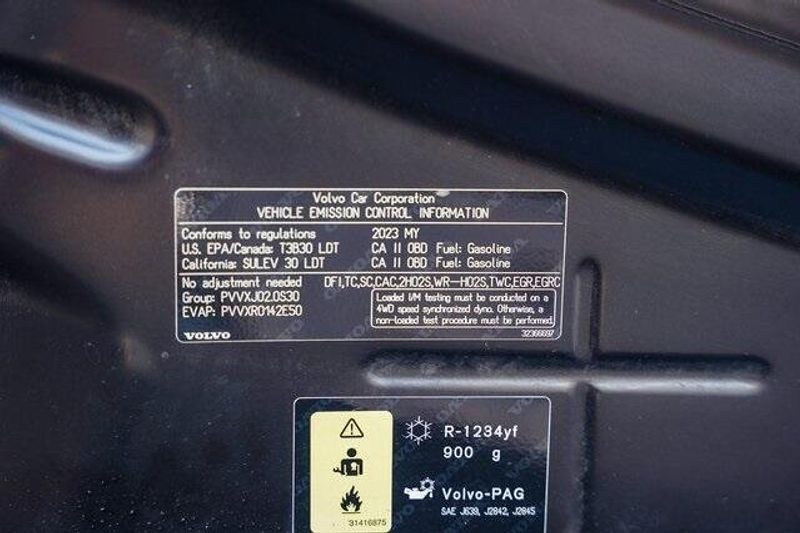 Volvo Car Corporation
VEHICLE EMISSION CONTROL INFORMATION
Conforms to regulations 2023 MY
U.S. EPA/Canada: T3B30 LDT CA II OBD Fuel: Gasoline
California: SULEV 30 LDT CA II OBD Fuel: Gasoline
No adjustment needed DFI,TC,SC,CAC,2HO2S,WR-HO2S,TWC,EGR,EGRC
Group: PVVXJ02.0S30
EVAP: PVVXR0142E50
Loaded I/M testing must be conducted on a
4WD speed synchronized dyno. Otherwise, a
non-loaded test procedure must be performed.
VOLVO 32366697
R-1234yf
900 g
Volvo-PAG
SAE J639, J2842, J2845
31416875